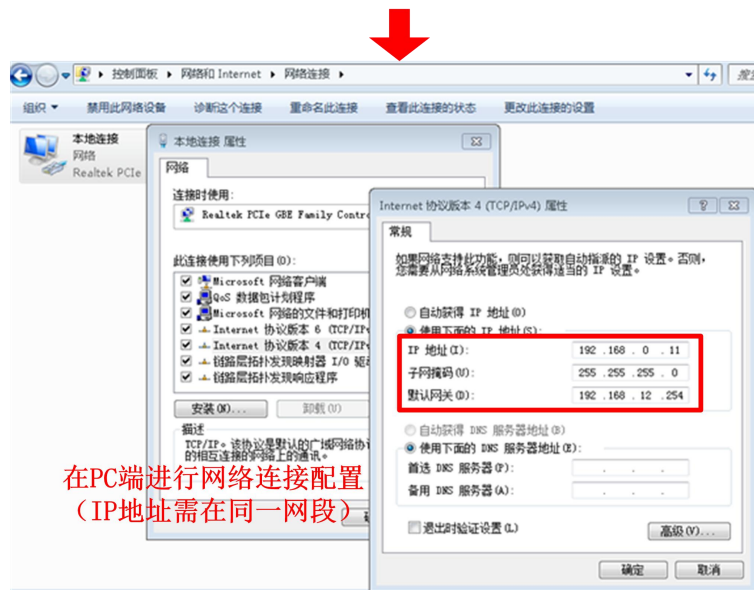 控制面板 ▸ 网络和 Internet ▸ 网络连接 ▸
组织 禁用此网络设备 诊断这个连接 重命名此连接 查看此连接的状态 更改此连接的设置
本地连接
网络
Realtek PCIe
本地连接 属性
网络
连接时使用:
Realtek PCIe GBE Family Contro
此连接使用下列项目(O):
Microsoft 网络客户端
QoS 数据包计划程序
Microsoft 网络的文件和打印机
Internet 协议版本 6 (TCP/IPv
Internet 协议版本 4 (TCP/IPv
链路层拓扑发现映射器 I/O 驱
链路层拓扑发现响应程序
安装(N)... 卸载(U)
描述
TCP/IP。该协议是默认的广域网络协
的相互连接的网络上的通讯。
在PC端进行网络连接配置
（IP地址需在同一网段）
Internet 协议版本 4 (TCP/IPv4) 属性
常规
如果网络支持此功能，则可以获取自动指派的 IP 设置。否则，
您需要从网络系统管理员处获得适当的 IP 设置。
自动获得 IP 地址(O)
使用下面的 IP 地址(S):
IP 地址(I): 192 .168 . 0 . 11
子网掩码(U): 255 .255 .255 . 0
默认网关(D): 192 .168 . 12 .254
自动获得 DNS 服务器地址(B)
使用下面的 DNS 服务器地址(E):
首选 DNS 服务器(P): . . .
备用 DNS 服务器(A): . . .
退出时验证设置(L)
高级(V)...
确定 取消